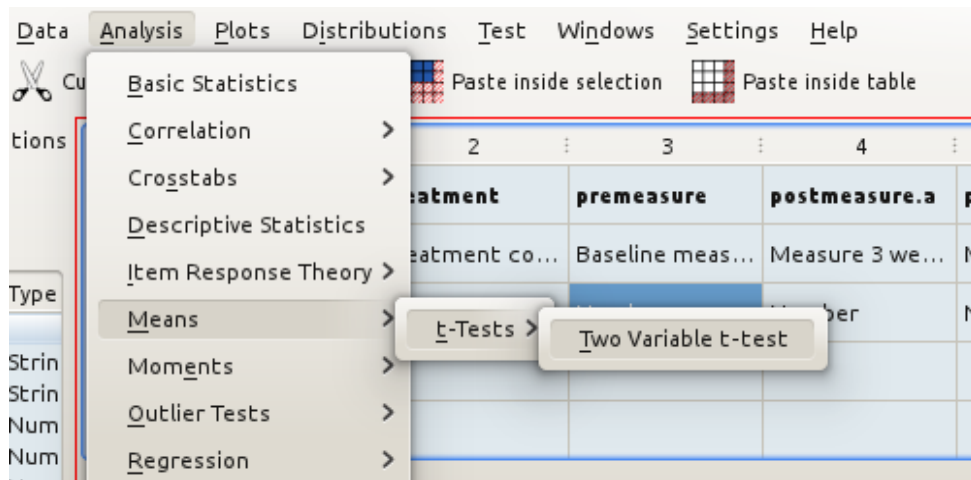 Data Analysis Plots Distributions Test Windows Settings Help
Cu Paste inside selection Paste inside table
tions 2 3 4
eatment premeasure postmeasure.a
eatment co... Baseline meas... Measure 3 we...
Type ber
Strin
Strin
Num
Num
Basic Statistics
Correlation
Crosstabs
Descriptive Statistics
Item Response Theory
Means
Moments
Outlier Tests
Regression
t-Tests
Two Variable t-test